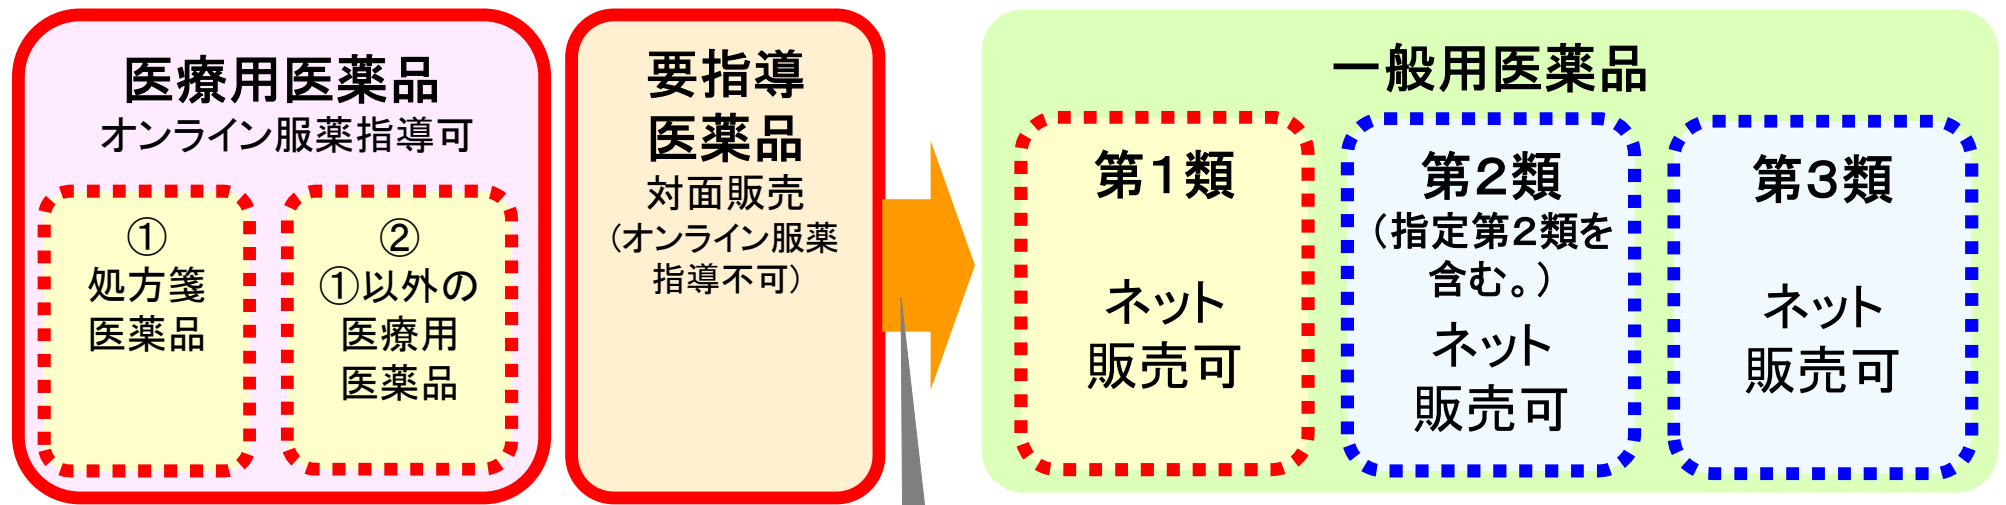 医療用医薬品
オンライン服薬指導可
①
処方箋
医薬品
②
①以外の
医療用
医薬品
要指導
医薬品
対面販売
（オンライン服薬
指導不可）
一般用医薬品
第１類
ネット
販売可
第２類
（指定第２類を
含む。）
ネット
販売可
第３類
ネット
販売可